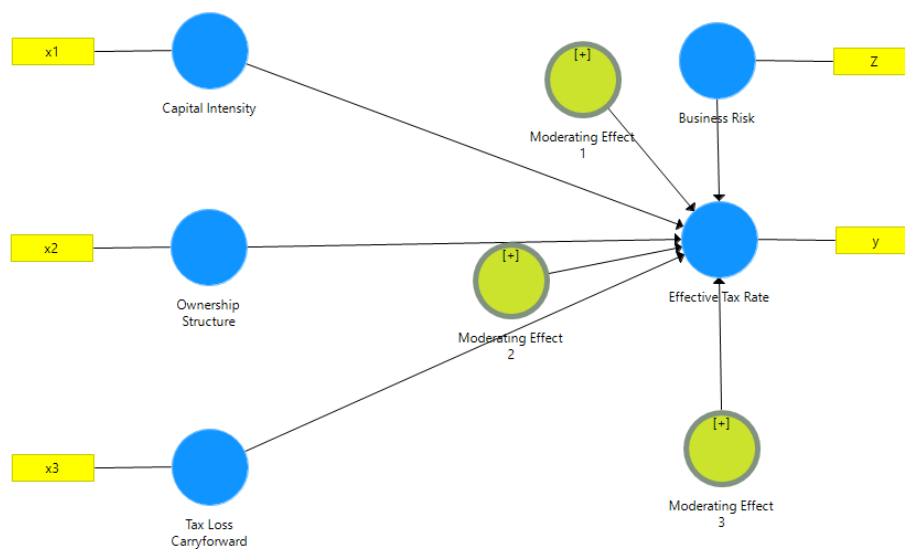 x1
Capital Intensity
[+]
Moderating Effect
1
Business Risk
Z
x2
Ownership
Structure
[+]
Moderating Effect
2
Effective Tax Rate
y
x3
Tax Loss
Carryforward
[+]
Moderating Effect
3